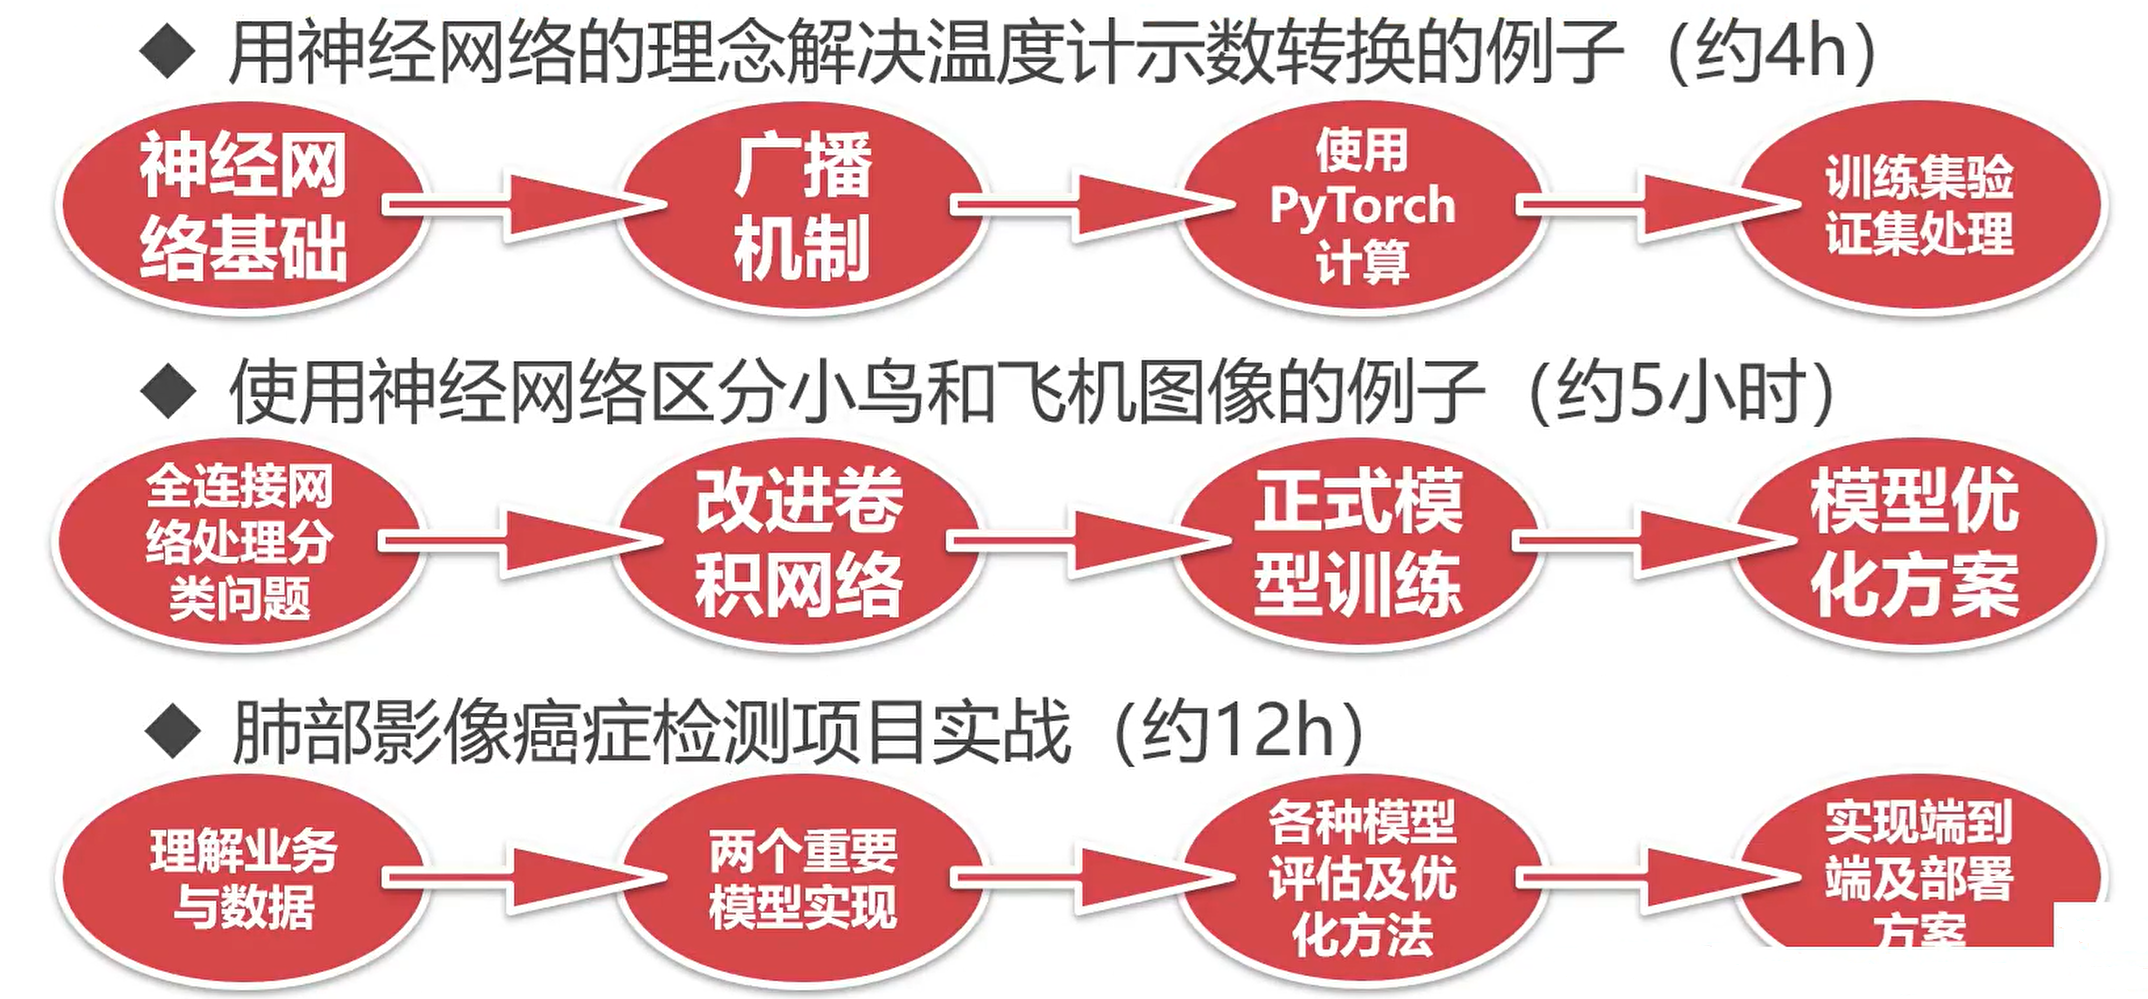 用神经网络的理念解决温度计示数转换的例子（约4h）
神经网
络基础
广播
机制
使用
PyTorch
计算
训练集验
证集处理
使用神经网络区分小鸟和飞机图像的例子（约5小时）
全连接网
络处理分
类问题
改进卷
积网络
正式模
型训练
模型优
化方案
肺部影像癌症检测项目实战（约12h）
理解业务
与数据
两个重要
模型实现
各种模型
评估及优
化方法
实现端到
端及部署
方案